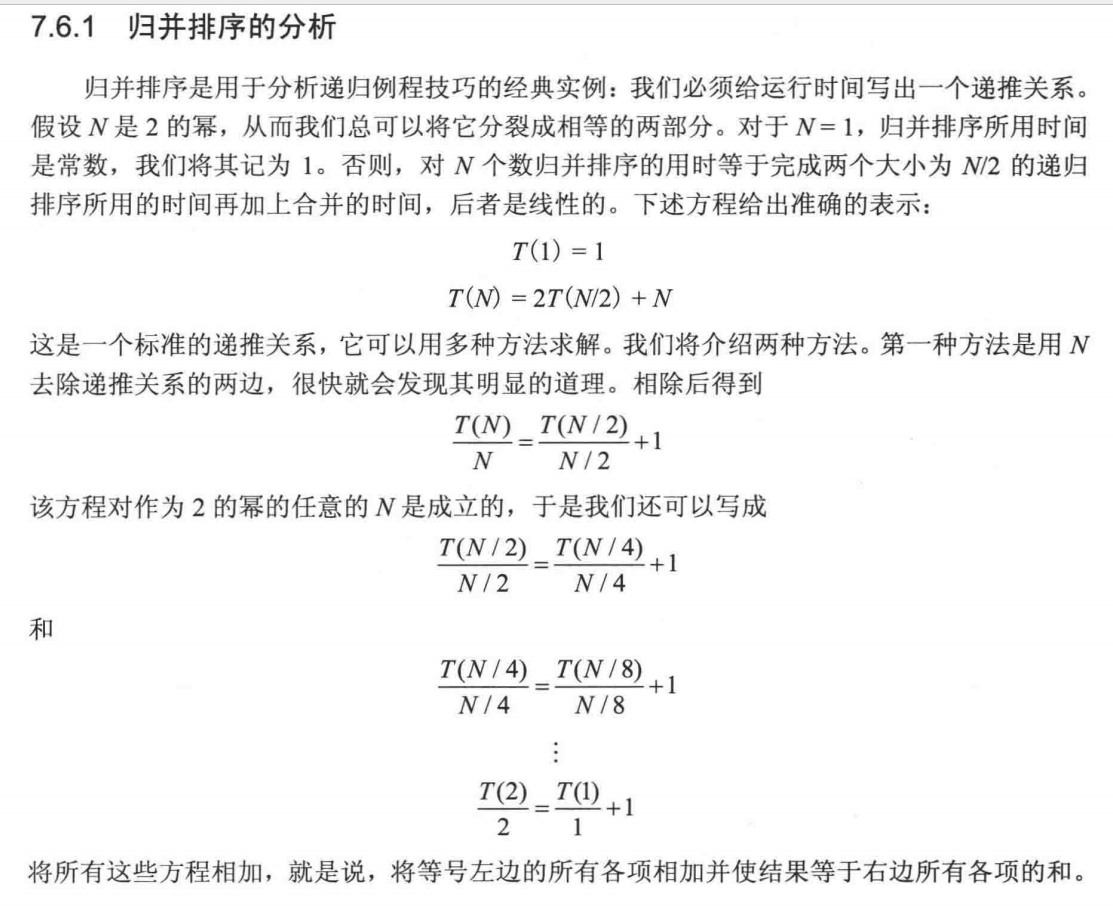 7.6.1 归并排序的分析
归并排序是用于分析递归例程技巧的经典实例：我们必须给运行时间写出一个递推关系。
假设 N 是 2 的幂，从而我们总可以将它分裂成相等的两部分。对于 N = 1，归并排序所用时间
是常数，我们将其记为 1。否则，对 N 个数归并排序的用时等于完成两个大小为 N/2 的递归
排序所用的时间再加上合并的时间，后者是线性的。下述方程给出准确的表示：
T(1) = 1
T(N) = 2T(N/2) + N
这是一个标准的递推关系，它可以用多种方法求解。我们将介绍两种方法。第一种方法是用 N
去除递推关系的两边，很快就会发现其明显的道理。相除后得到
T(N)/N = T(N/2)/(N/2) + 1
该方程对作为 2 的幂的任意的 N 是成立的，于是我们还可以写成
T(N/2)/(N/2) = T(N/4)/(N/4) + 1
和
T(N/4)/(N/4) = T(N/8)/(N/8) + 1
⋮
T(2)/2 = T(1)/1 + 1
将所有这些方程相加，就是说，将等号左边的所有各项相加并使结果等于右边所有各项的和。